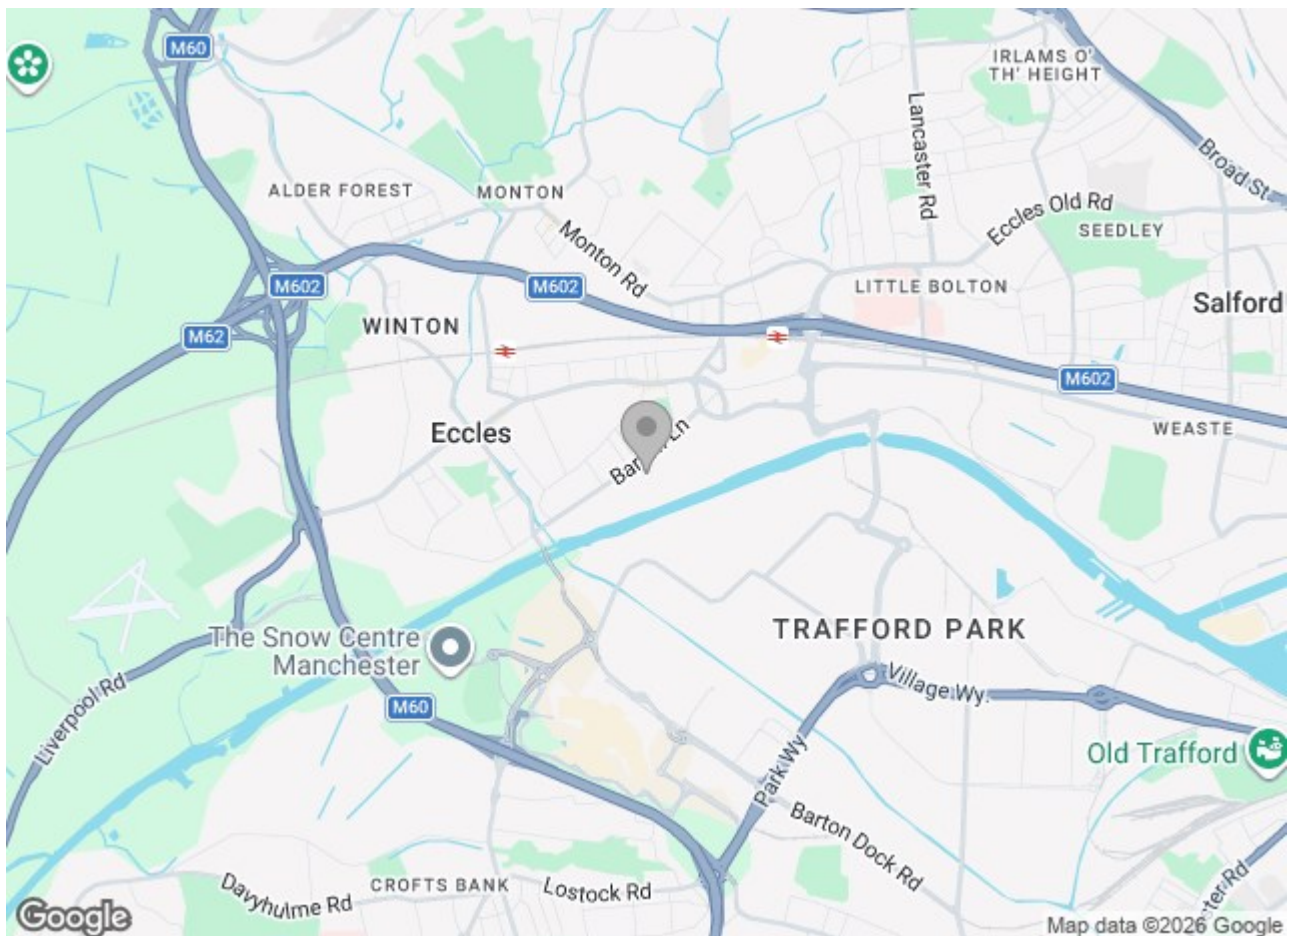 M60
IRLAMS O'
TH' HEIGHT
Lancaster Rd
Broad St.
ALDER FOREST
MONTON
Eccles Old Rd
SEEDLEY
Monton Rd
M602
M602
LITTLE BOLTON
Salford
M62
WINTON
M602
WEASTE
Eccles
Ln
TRAFFORD PARK
The Snow Centre
Manchester
Village Wy.
Liverpool Rd
M60
Old Trafford
Park Wy
Barton Dock Rd
CROFTS BANK
Lostock Rd
Davyhulme Rd
Google
Map data ©2026 Google